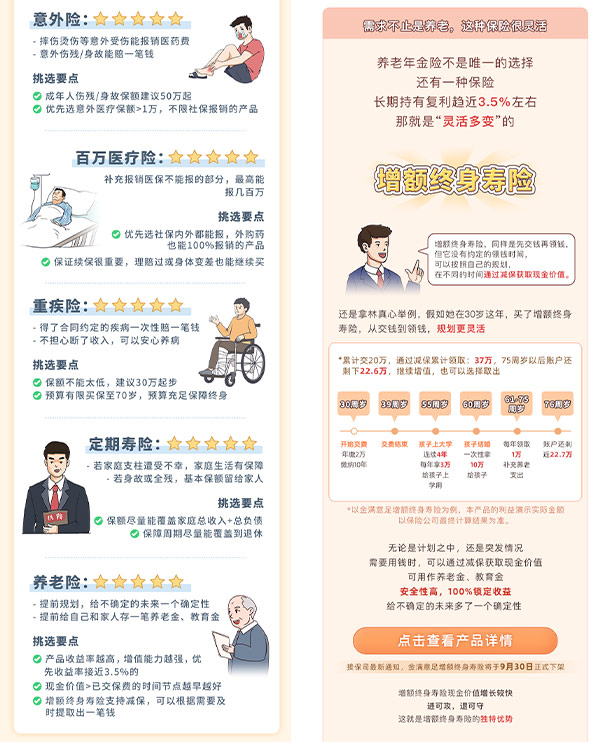 意外险：
- 摔伤烫伤等意外受伤能报销医药费
- 意外伤残/身故能赔一笔钱
挑选要点
成年人伤残/身故保额建议50万起
优先选意外医疗保额>1万，不限社保报销的产品
百万医疗险：
补充报销医保不能报的部分，最高能
报几百万
挑选要点
优先选社保内外都能报，外购药
也能100%报销的产品
保证续保很重要，理赔过或身体变差也能继续买
重疾险：
- 得了合同约定的疾病一次性赔一笔钱
- 不担心断了收入，可以安心养病
挑选要点
保额不能太低，建议30万起步
预算有限买保至70岁，预算充足保障终身
定期寿险：
- 若家庭支柱遭受不幸，家庭生活有保障
- 若身故或全残，基本保额留给家人
挑选要点
保额尽量能覆盖家庭总收入+总负债
保障周期尽量能覆盖到退休
保险
养老险：
- 提前规划，给不确定的未来一个确定性
- 提前给自己和家人存一笔养老金、教育金
挑选要点
产品收益率越高，增值能力越强，优
先收益率接近3.5%的
现金价值>已交保费的时间节点越早越好
增额终身寿险支持减保，可以根据需要及
时提取出一笔钱
需求不止是养老，这种保险很灵活
养老年金险不是唯一的选择
还有一种保险
长期持有复利趋近3.5%左右
那就是“灵活多变”的
增额终身寿险
增额终身寿险，同样是先交钱再领钱，
但它没有约定的领钱时间，
可以按照自己的规划，
在不同约时间通过减保获取现金价值。
还是拿林真心举例，假如她在30岁这年，买了增额终身
寿险，从交钱到领钱，规划更灵活
*累计交20万，通过减保累计领取：37万，75周岁以后账户还
剩下22.6万，继续增值，也可以选择取出
30周岁 39周岁 55周岁 60周岁 61-75周岁 76周岁
开始交费 交费结束 孩子上大学 孩子结婚 每年领取 账户还剩
年缴2万 连续4年 一次性拿 1万 近22.7万
缴纳10年 每年拿3万 10万 补充养老
给孩子上 给孩子 支出
学用
*以金满意足增额终身寿险为例，本产品的利益演示实际金额
以保险公司最终计算结果为准。
无论是计划之中，还是突发情况
需要用钱时，可以通过减保获取现金价值
可用作养老金、教育金
安全性高，100%锁定收益
给不确定的未来多了一个确定性
点击查看产品详情
接保司最新通知，金满意足增额终身寿险将于9月30日正式下架
增额终身寿险现金价值增长较快
进可攻，退可守
这就是增额终身寿险的独特优势